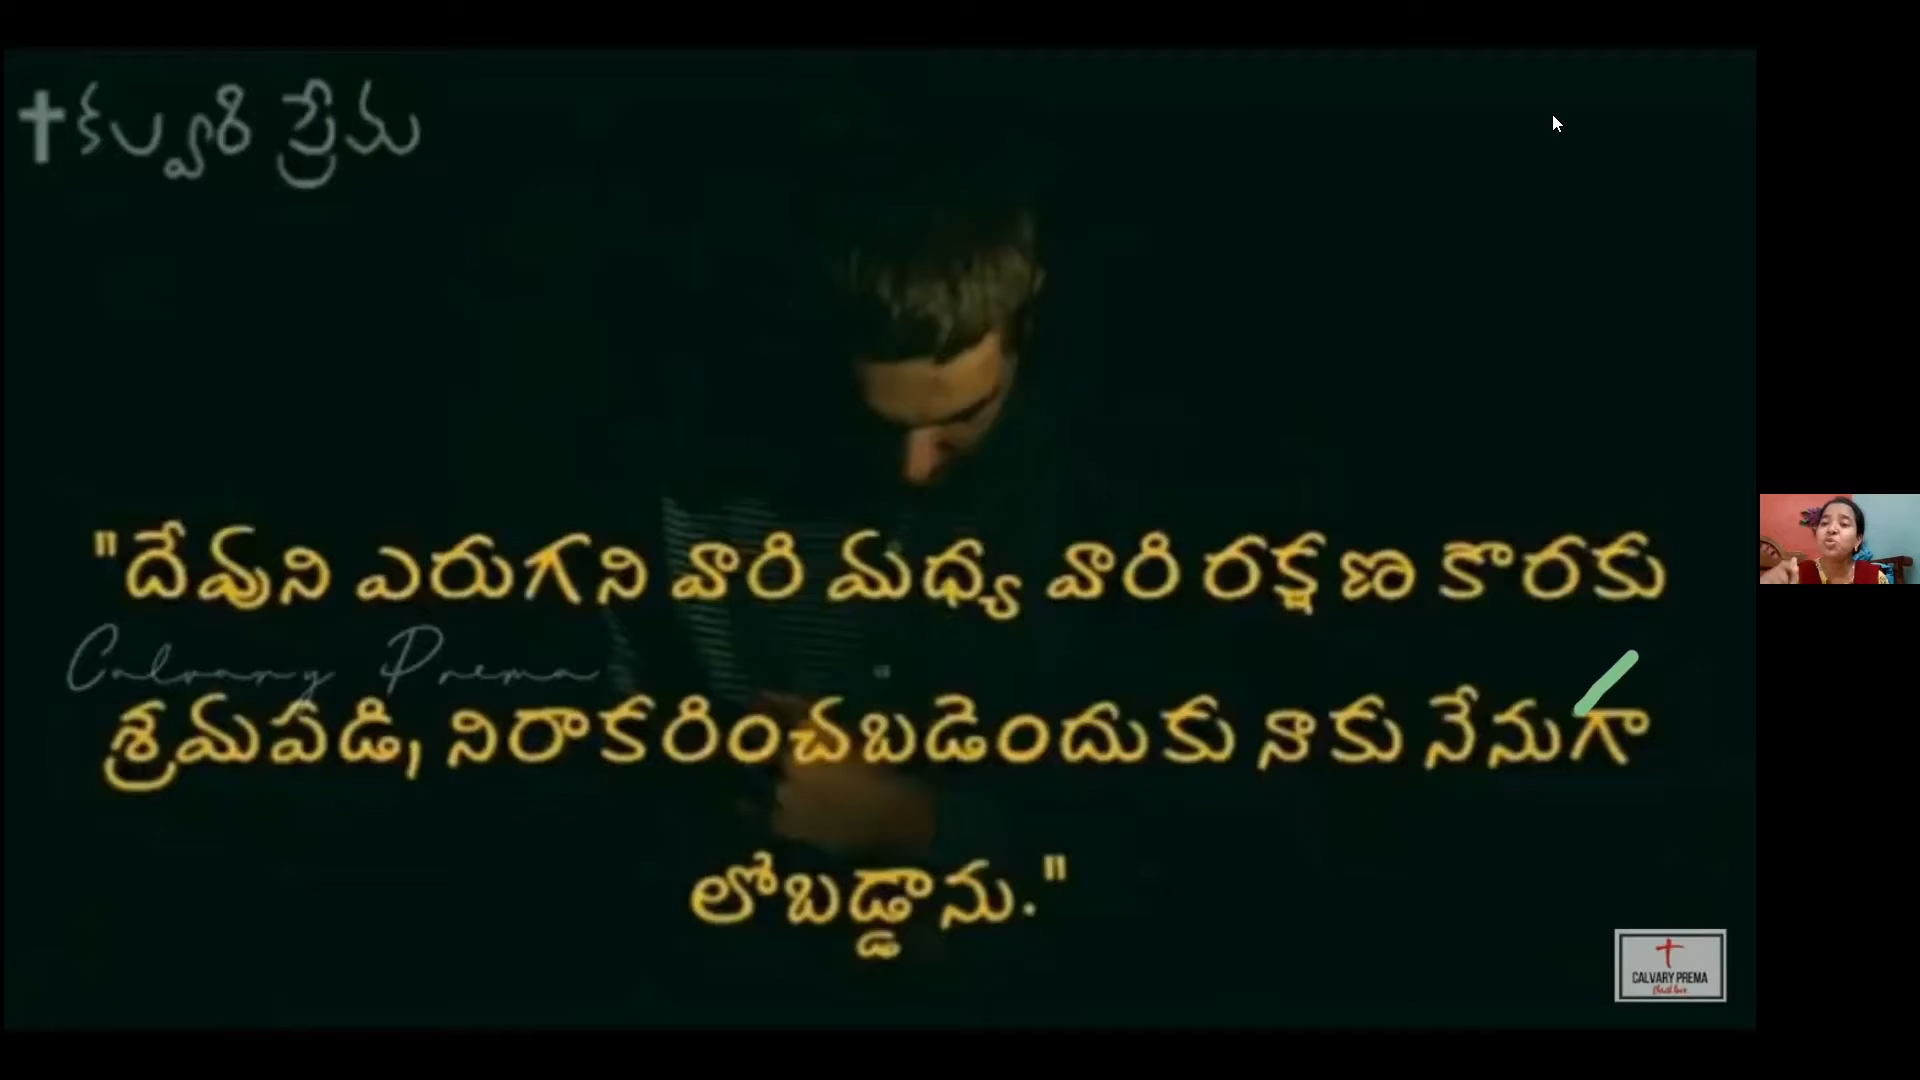 కల్వరి ప్రేమ
"దేవుని ఎరుగని వారి మధ్య వారి రక్షణ కొరకు
Calvary Prema
శ్రమపడి, నిరాకరించబడెందుకు నాకు నేనుగా
లోబడ్డాను."
CALVARY PREMA